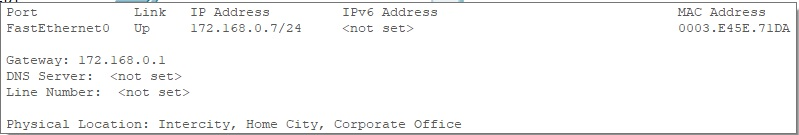 Port Link IP Address IPv6 Address MAC Address
FastEthernet0 Up 172.168.0.7/24 <not set> 0003.E45E.71DA
Gateway: 172.168.0.1
DNS Server: <not set>
Line Number: <not set>
Physical Location: Intercity, Home City, Corporate Office